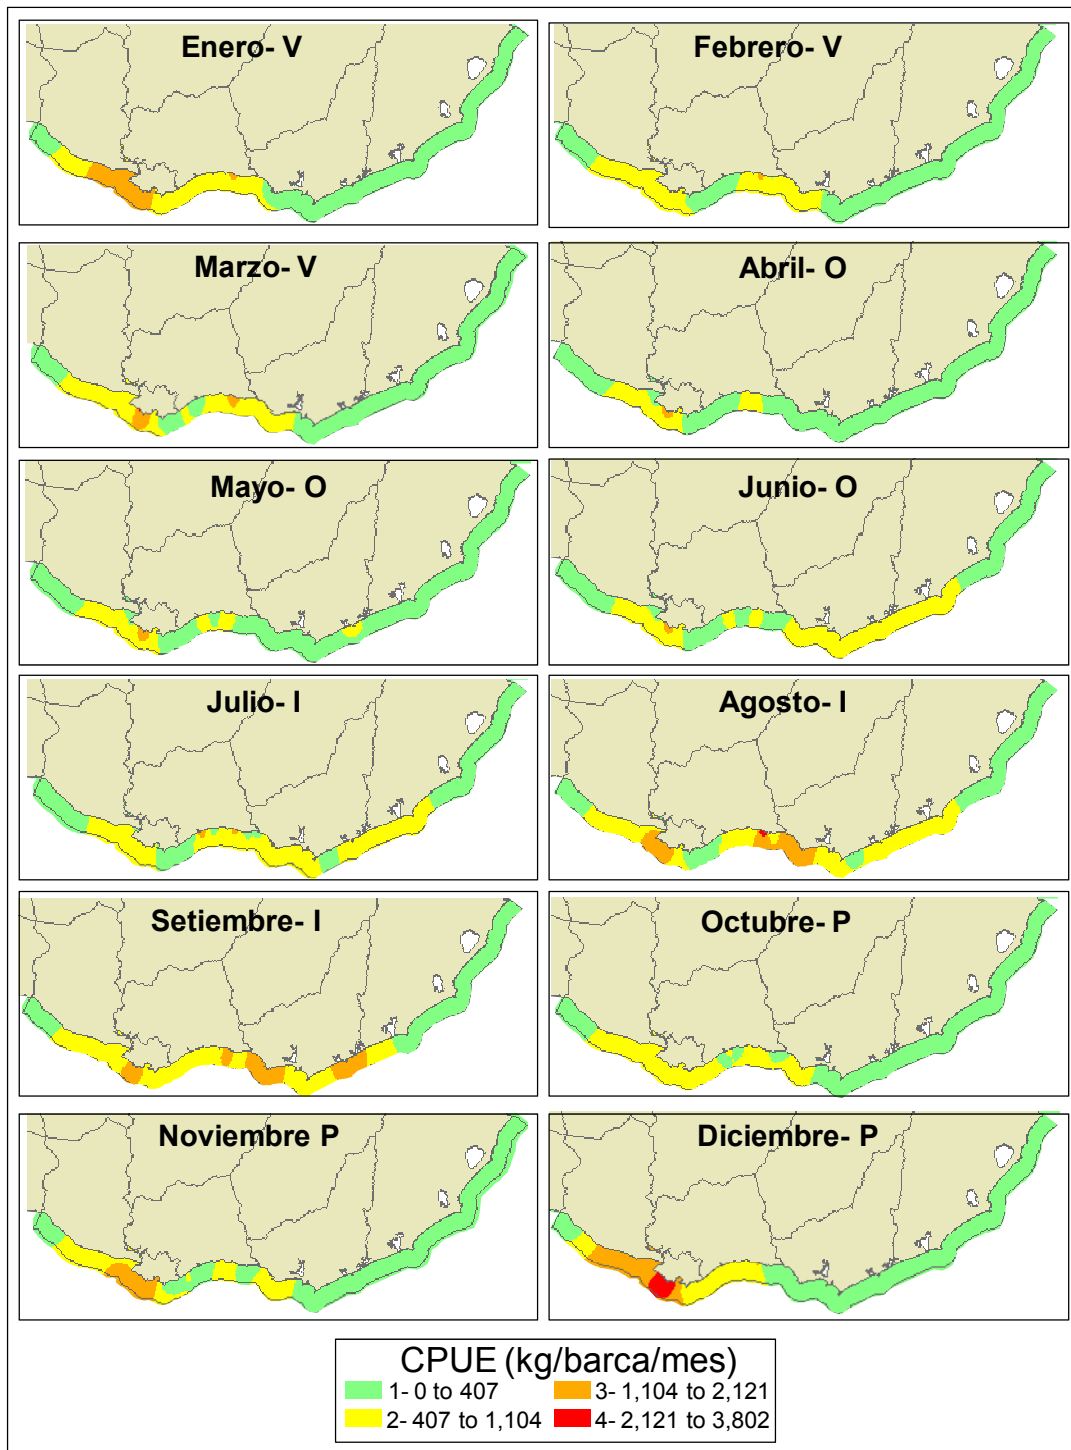 Enero- V
Febrero- V
Marzo- V
Abril- O
Mayo- O
Junio- O
Julio- I
Agosto- I
Setiembre- I
Octubre- P
Noviembre P
Diciembre- P
CPUE (kg/barca/mes)
1- 0 to 407
3- 1,104 to 2,121
2- 407 to 1,104
4- 2,121 to 3,802